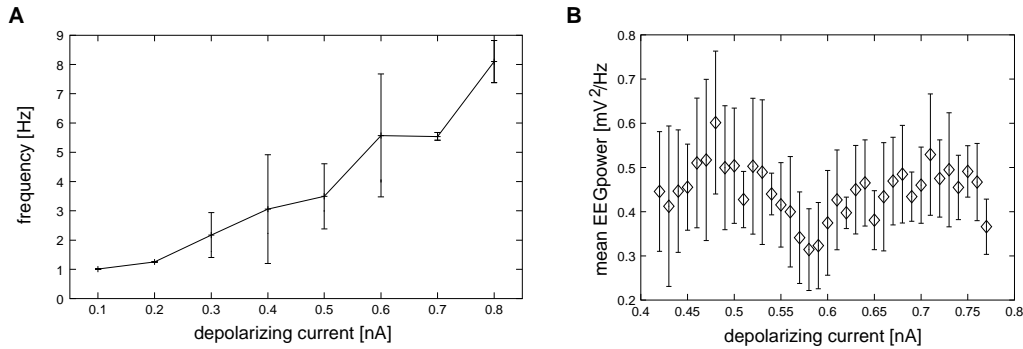 A
frequency [Hz]
9
8
7
6
5
4
3
2
1
0
0.1 0.2 0.3 0.4 0.5 0.6 0.7 0.8
depolarizing current [nA]
B
mean EEGpower [mV²/Hz]
0.8
0.7
0.6
0.5
0.4
0.3
0.2
0.4 0.45 0.5 0.55 0.6 0.65 0.7 0.75 0.8
depolarizing current [nA]